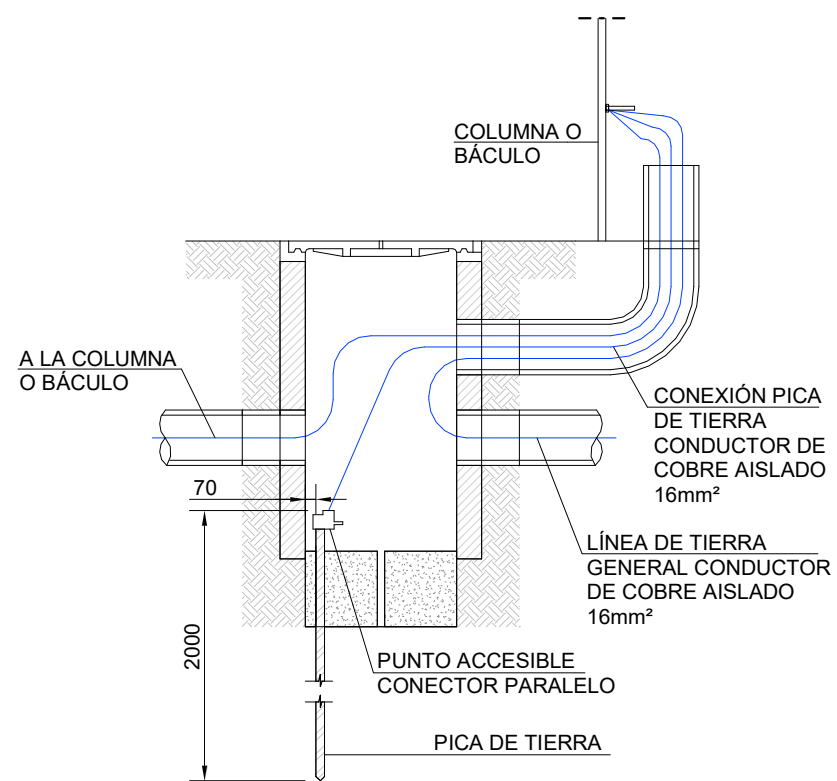 COLUMNA O
BÁCULO
A LA COLUMNA
O BÁCULO
CONEXIÓN PICA
DE TIERRA
CONDUCTOR DE
COBRE AISLADO
16mm²
70
LÍNEA DE TIERRA
GENERAL CONDUCTOR
DE COBRE AISLADO
16mm²
2000
PUNTO ACCESIBLE
CONECTOR PARALELO
PICA DE TIERRA